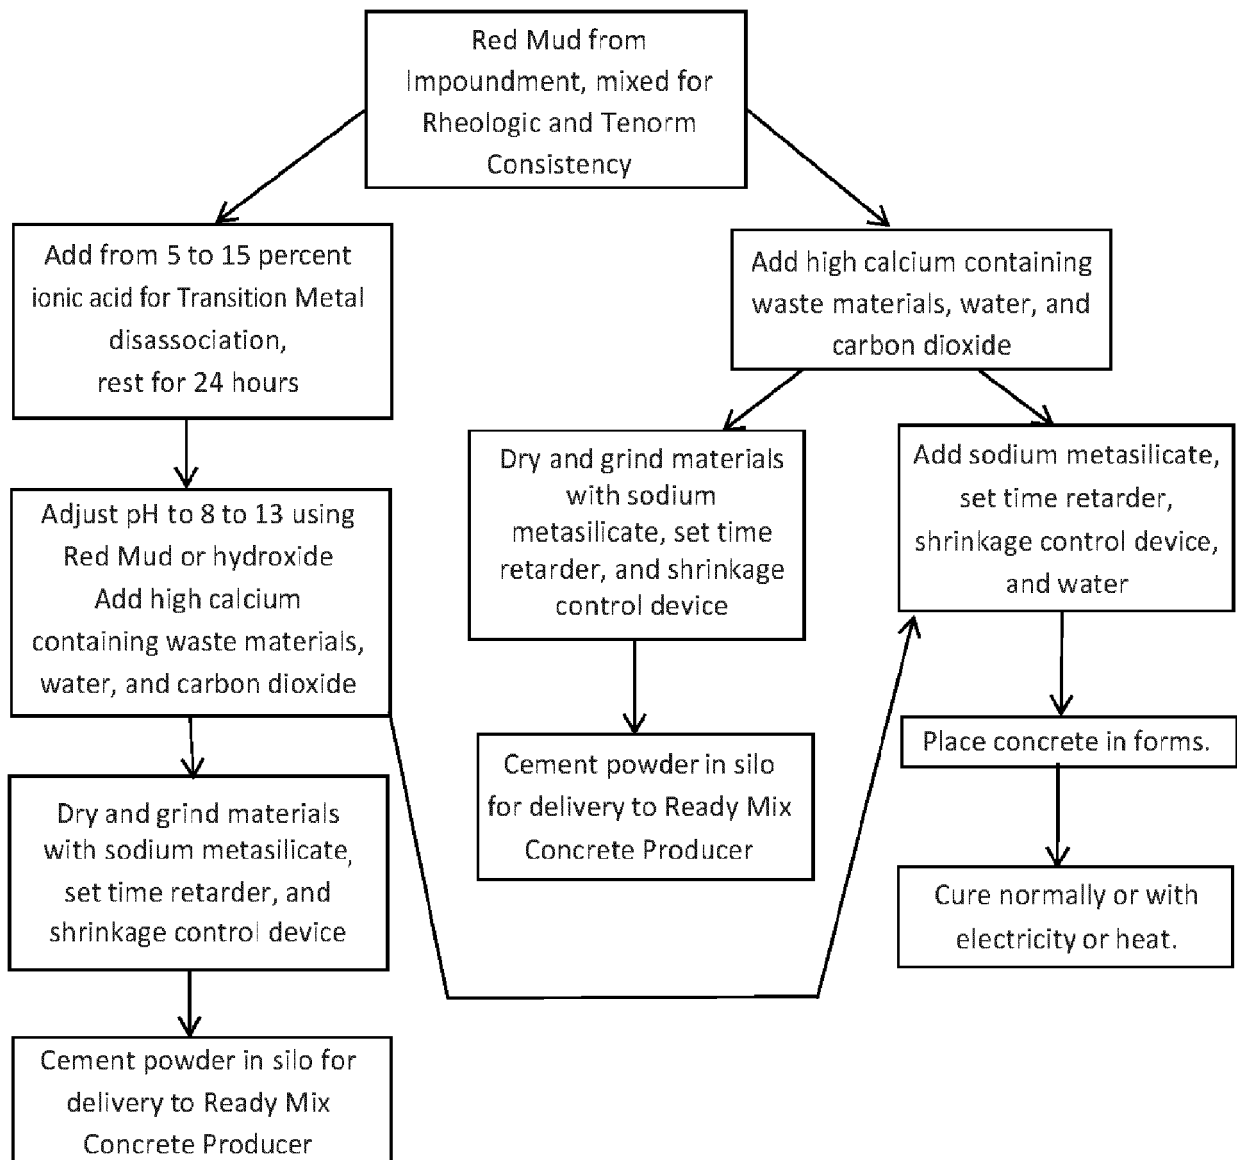 Red Mud from
Impoundment, mixed for
Rheologic and Tenorm
Consistency
Add from 5 to 15 percent
ionic acid for Transition Metal
disassociation,
rest for 24 hours
Add high calcium containing
waste materials, water, and
carbon dioxide
Adjust pH to 8 to 13 using
Red Mud or hydroxide
Add high calcium
containing waste materials,
water, and carbon dioxide
Dry and grind materials
with sodium
metasilicate, set time
retarder, and shrinkage
control device
Add sodium metasilicate,
set time retarder,
shrinkage control device,
and water
Dry and grind materials
with sodium metasilicate,
set time retarder, and
shrinkage control device
Cement powder in silo
for delivery to Ready Mix
Concrete Producer
Place concrete in forms.
Cure normally or with
electricity or heat.
Cement powder in silo for
delivery to Ready Mix
Concrete Producer